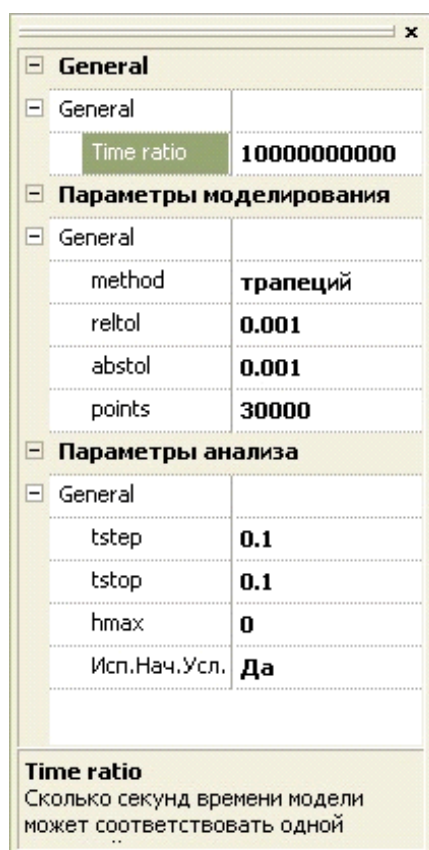 General
General
Time ratio 10000000000
Параметры моделирования
General
method трапеций
reltol 0.001
abstol 0.001
points 30000
Параметры анализа
General
tstep 0.1
tstop 0.1
hmax 0
Исп.Нач.Усл. Да
Time ratio
Сколько секунд времени модели
может соответствовать одной